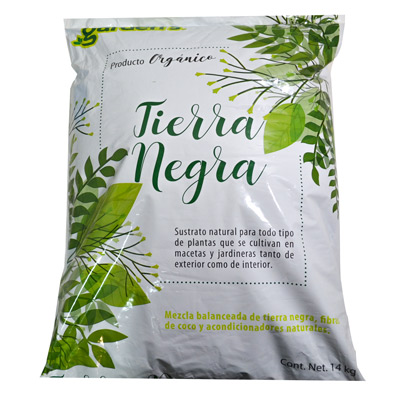 Producto Orgánico
Tierra
Negra
Sustrato natural para todo tipo
de plantas que se cultivan en
macetas y jardineras tanto de
exterior como de interior.
Mezcla balanceada de tierra negra, fibra
de coco y acondicionadores naturales.
Cont. Net. 14 kg